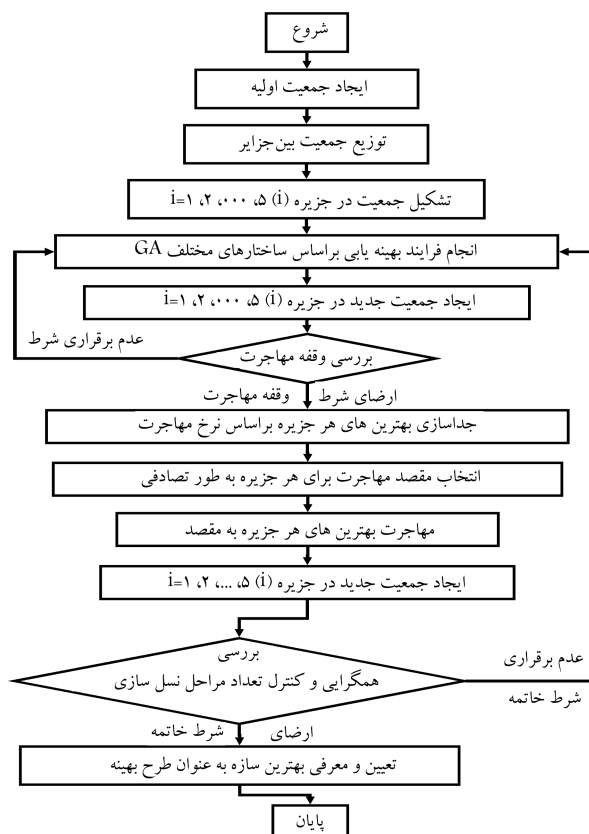 شروع
ایجاد جمعیت اولیه
توزیع جمعیت بین جزایر
تشکیل جمعیت در جزیره (i) i=۱ ،۲ ،۰۰۰ ،۵
انجام فرایند بهینه یابی براساس ساختارهای مختلف GA
ایجاد جمعیت جدید در جزیره (i) i=۱ ،۲ ،۰۰۰ ،۵
عدم برقراری شرط
بررسی وقفه مهاجرت
ارضای شرط وقفه مهاجرت
جداسازی بهترین های هر جزیره براساس نرخ مهاجرت
انتخاب مقصد مهاجرت برای هر جزیره به طور تصادفی
مهاجرت بهترین های هر جزیره به مقصد
ایجاد جمعیت جدید در جزیره (i) i=۱ ،۲ ،... ،۵
بررسی
همگرایی و کنترل تعداد مراحل نسل سازی
عدم برقراری
شرط خاتمه
ارضای شرط خاتمه
تعیین و معرفی بهترین سازه به عنوان طرح بهینه
پایان